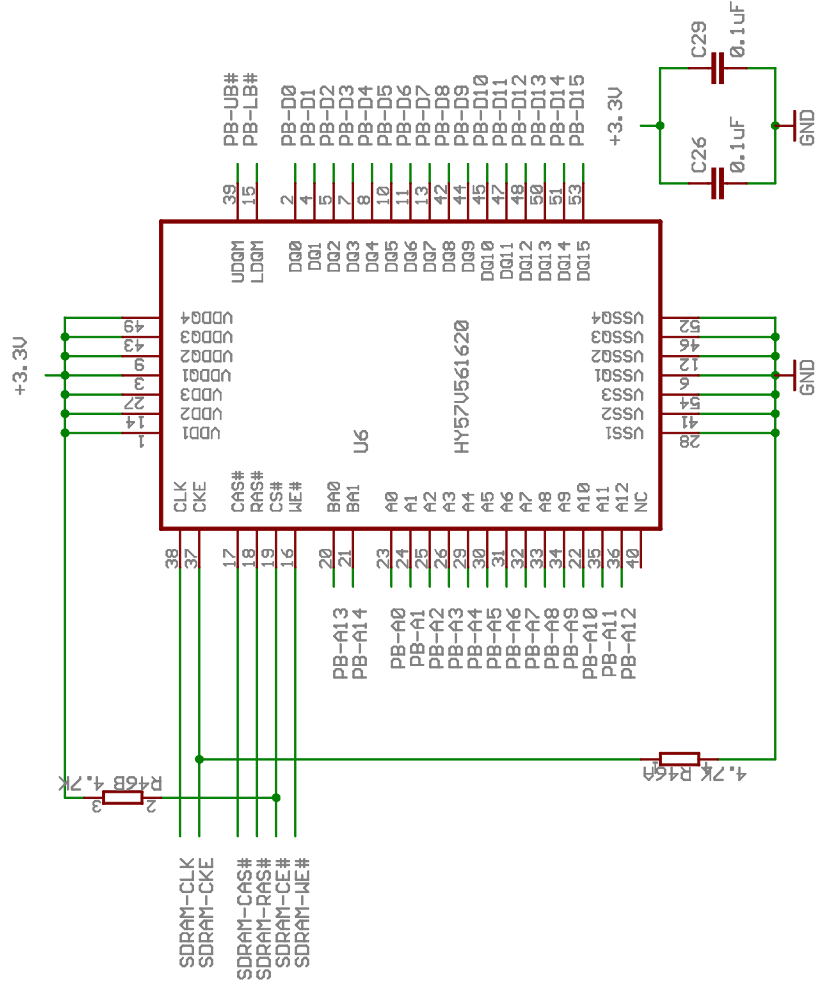 PB-UB#
PB-LB#
PB-D0
PB-D1
PB-D2
PB-D3
PB-D4
PB-D5
PB-D6
PB-D7
PB-D8
PB-D9
PB-D10
PB-D11
PB-D12
PB-D13
PB-D14
PB-D15
39
15
2
4
5
7
8
10
11
13
42
44
45
47
48
50
51
53
UDQM
LDQM
DQ0
DQ1
DQ2
DQ3
DQ4
DQ5
DQ6
DQ7
DQ8
DQ9
DQ10
DQ11
DQ12
DQ13
DQ14
DQ15
+3.3V
C29
0.1uF
C26
0.1uF
GND
+3.3V
49
43
9
3
27
14
1
VDDQ4
VDDQ3
VDDQ2
VDDQ1
VDD3
VDD2
VDD1
U6
HY57V561620
VSSQ4
VSSQ3
VSSQ2
VSSQ1
VSS3
VSS2
VSS1
52
46
12
6
54
41
28
GND
CLK
CKE
CAS#
RAS#
CS#
WE#
BA0
BA1
A0
A1
A2
A3
A4
A5
A6
A7
A8
A9
A10
A11
A12
NC
38
37
17
18
19
16
20
21
23
24
25
26
29
30
31
32
33
34
22
35
36
40
PB-A13
PB-A14
PB-A0
PB-A1
PB-A2
PB-A3
PB-A4
PB-A5
PB-A6
PB-A7
PB-A8
PB-A9
PB-A10
PB-A11
PB-A12
R46B
4.7K
3
2
R46A
4.7K
1
4
SDRAM-CLK
SDRAM-CKE
SDRAM-CAS#
SDRAM-RAS#
SDRAM-CE#
SDRAM-WE#